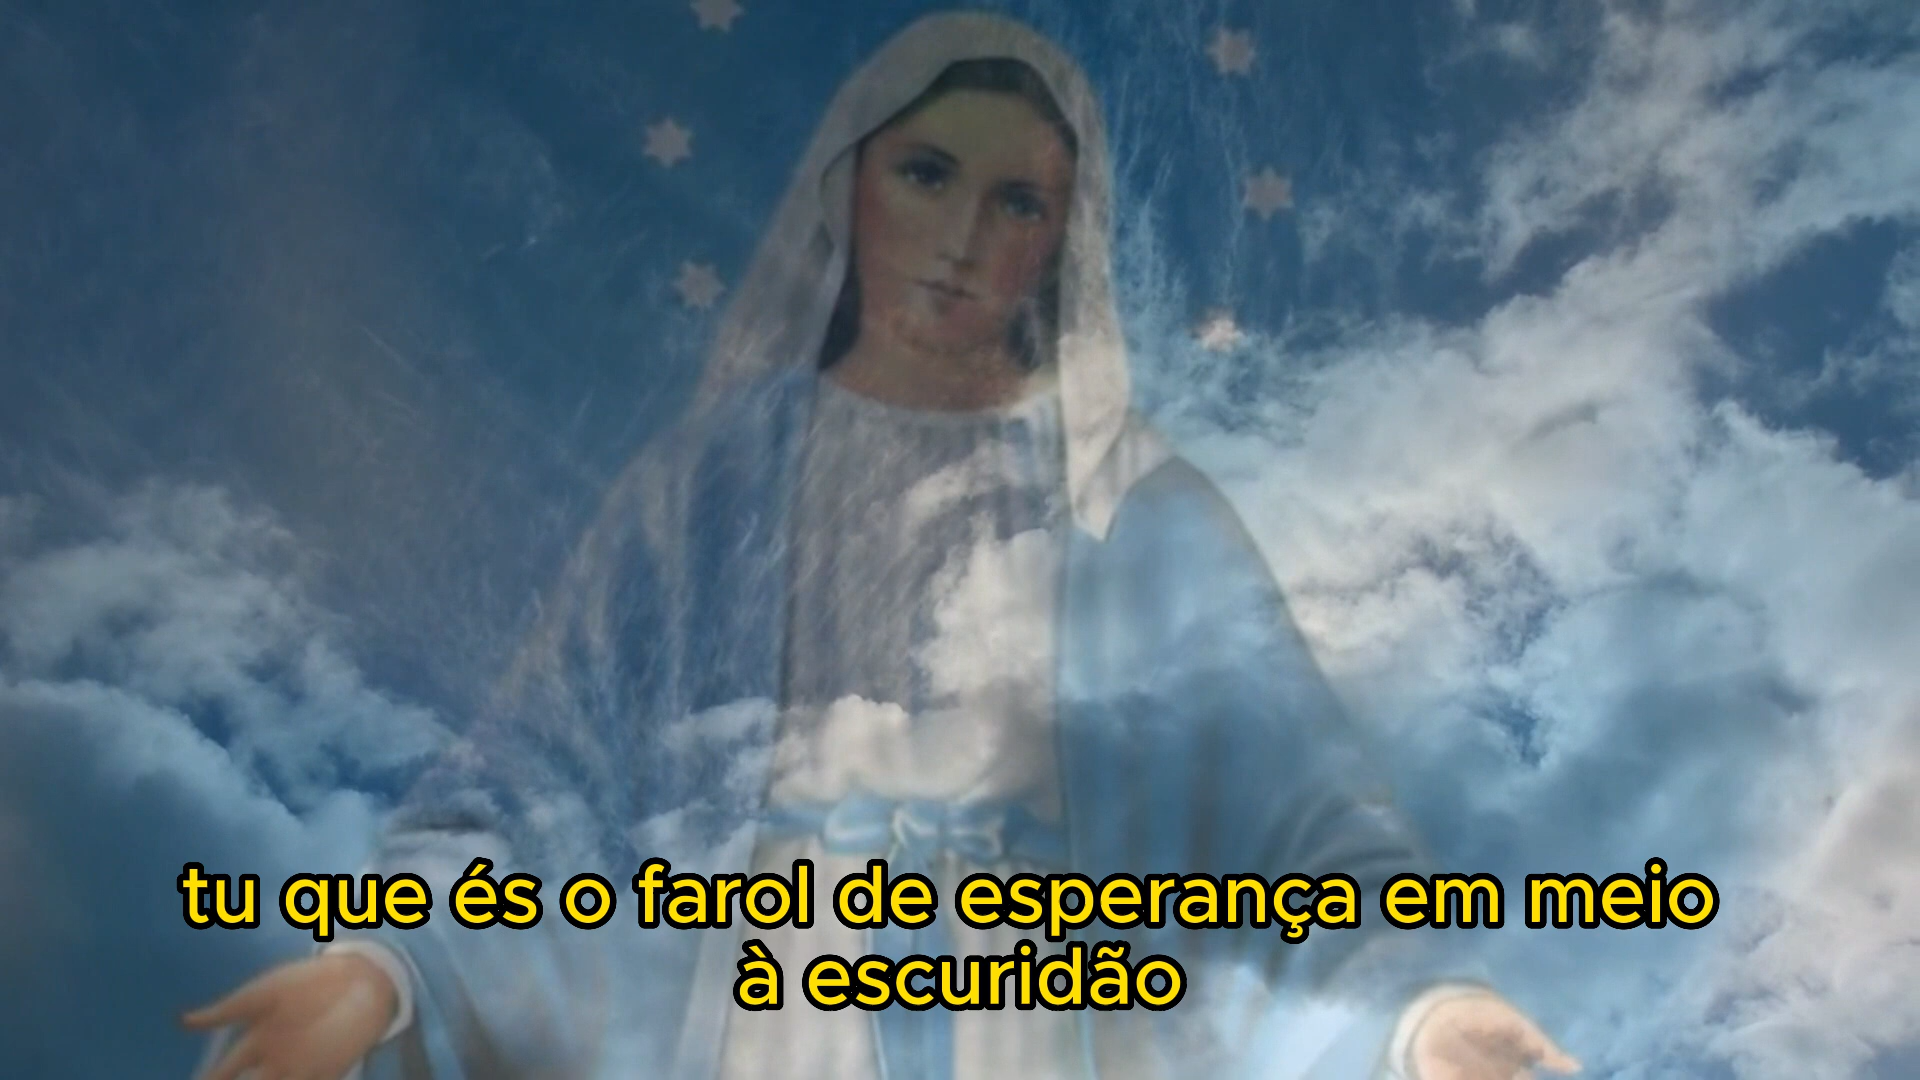 tu que és o farol de esperança em meio
à escuridão